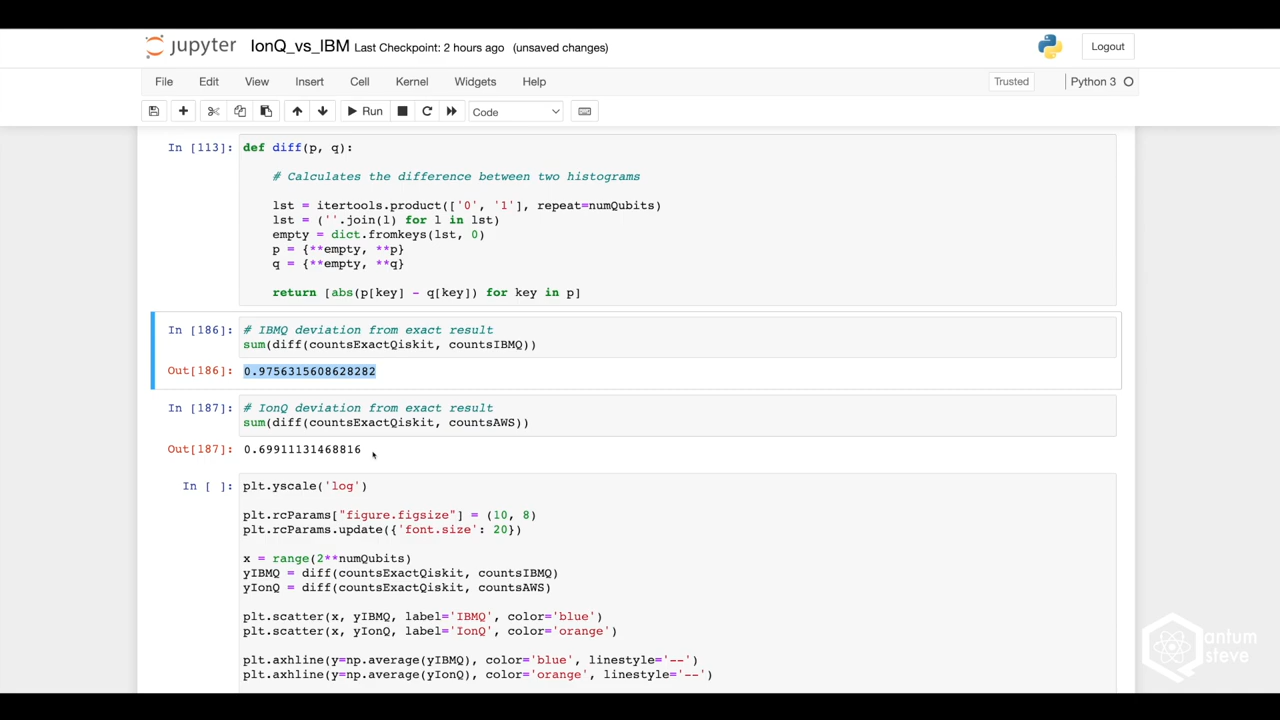 jupyter IonQ_vs_IBM Last Checkpoint: 2 hours ago (unsaved changes) Logout
File Edit View Insert Cell Kernel Widgets Help Trusted Python 3
Run Code
In [113]: def diff(p, q):
# Calculates the difference between two histograms
lst = itertools.product(['0', '1'], repeat=numQubits)
lst = (''.join(l) for l in lst)
empty = dict.fromkeys(lst, 0)
p = {**empty, **p}
q = {**empty, **q}
return [abs(p[key] - q[key]) for key in p]
In [186]: # IBMQ deviation from exact result
sum(diff(countsExactQiskit, countsIBMQ))
Out[186]: 0.9756315608628282
In [187]: # IonQ deviation from exact result
sum(diff(countsExactQiskit, countsAWS))
Out[187]: 0.69911131468816
In [ ]: plt.yscale('log')
plt.rcParams["figure.figsize"] = (10, 8)
plt.rcParams.update({'font.size': 20})
x = range(2**numQubits)
yIBMQ = diff(countsExactQiskit, countsIBMQ)
yIonQ = diff(countsExactQiskit, countsAWS)
plt.scatter(x, yIBMQ, label='IBMQ', color='blue')
plt.scatter(x, yIonQ, label='IonQ', color='orange')
plt.axhline(y=np.average(yIBMQ), color='blue', linestyle='--')
plt.axhline(y=np.average(yIonQ), color='orange', linestyle='--')
antum
steve